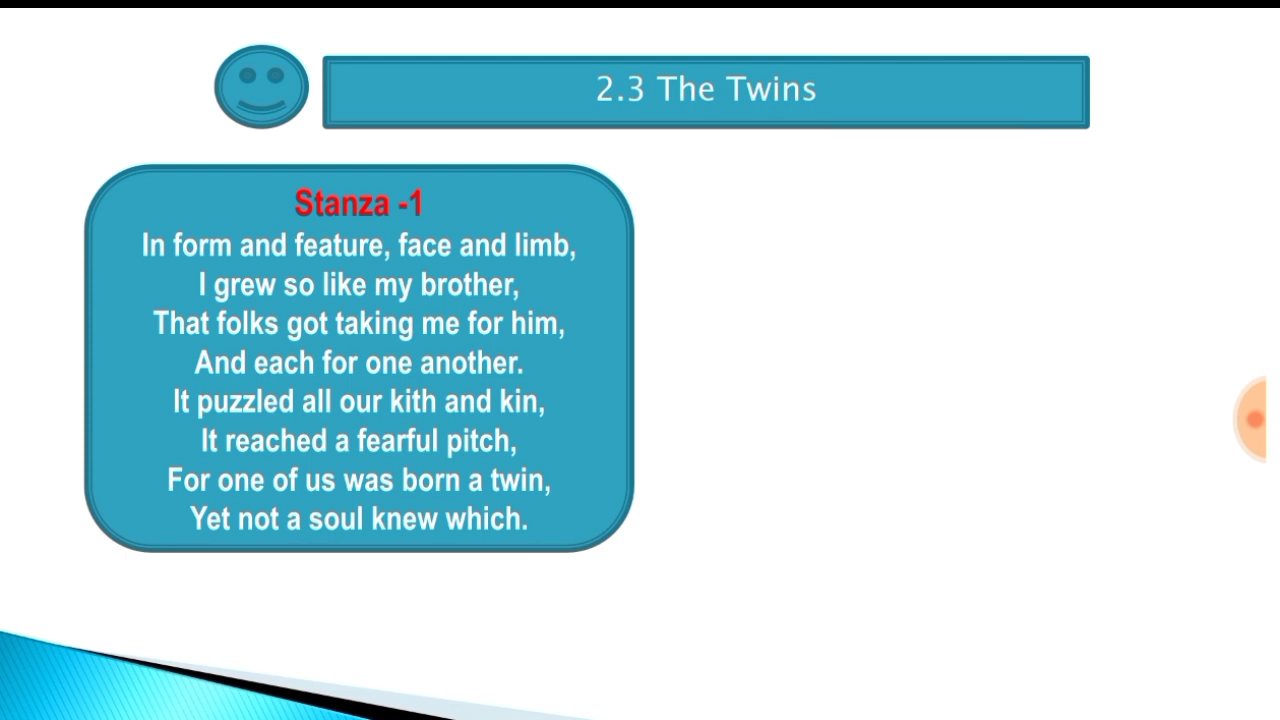 2.3 The Twins
Stanza -1
In form and feature, face and limb,
I grew so like my brother,
That folks got taking me for him,
And each for one another.
It puzzled all our kith and kin,
It reached a fearful pitch,
For one of us was born a twin,
Yet not a soul knew which.